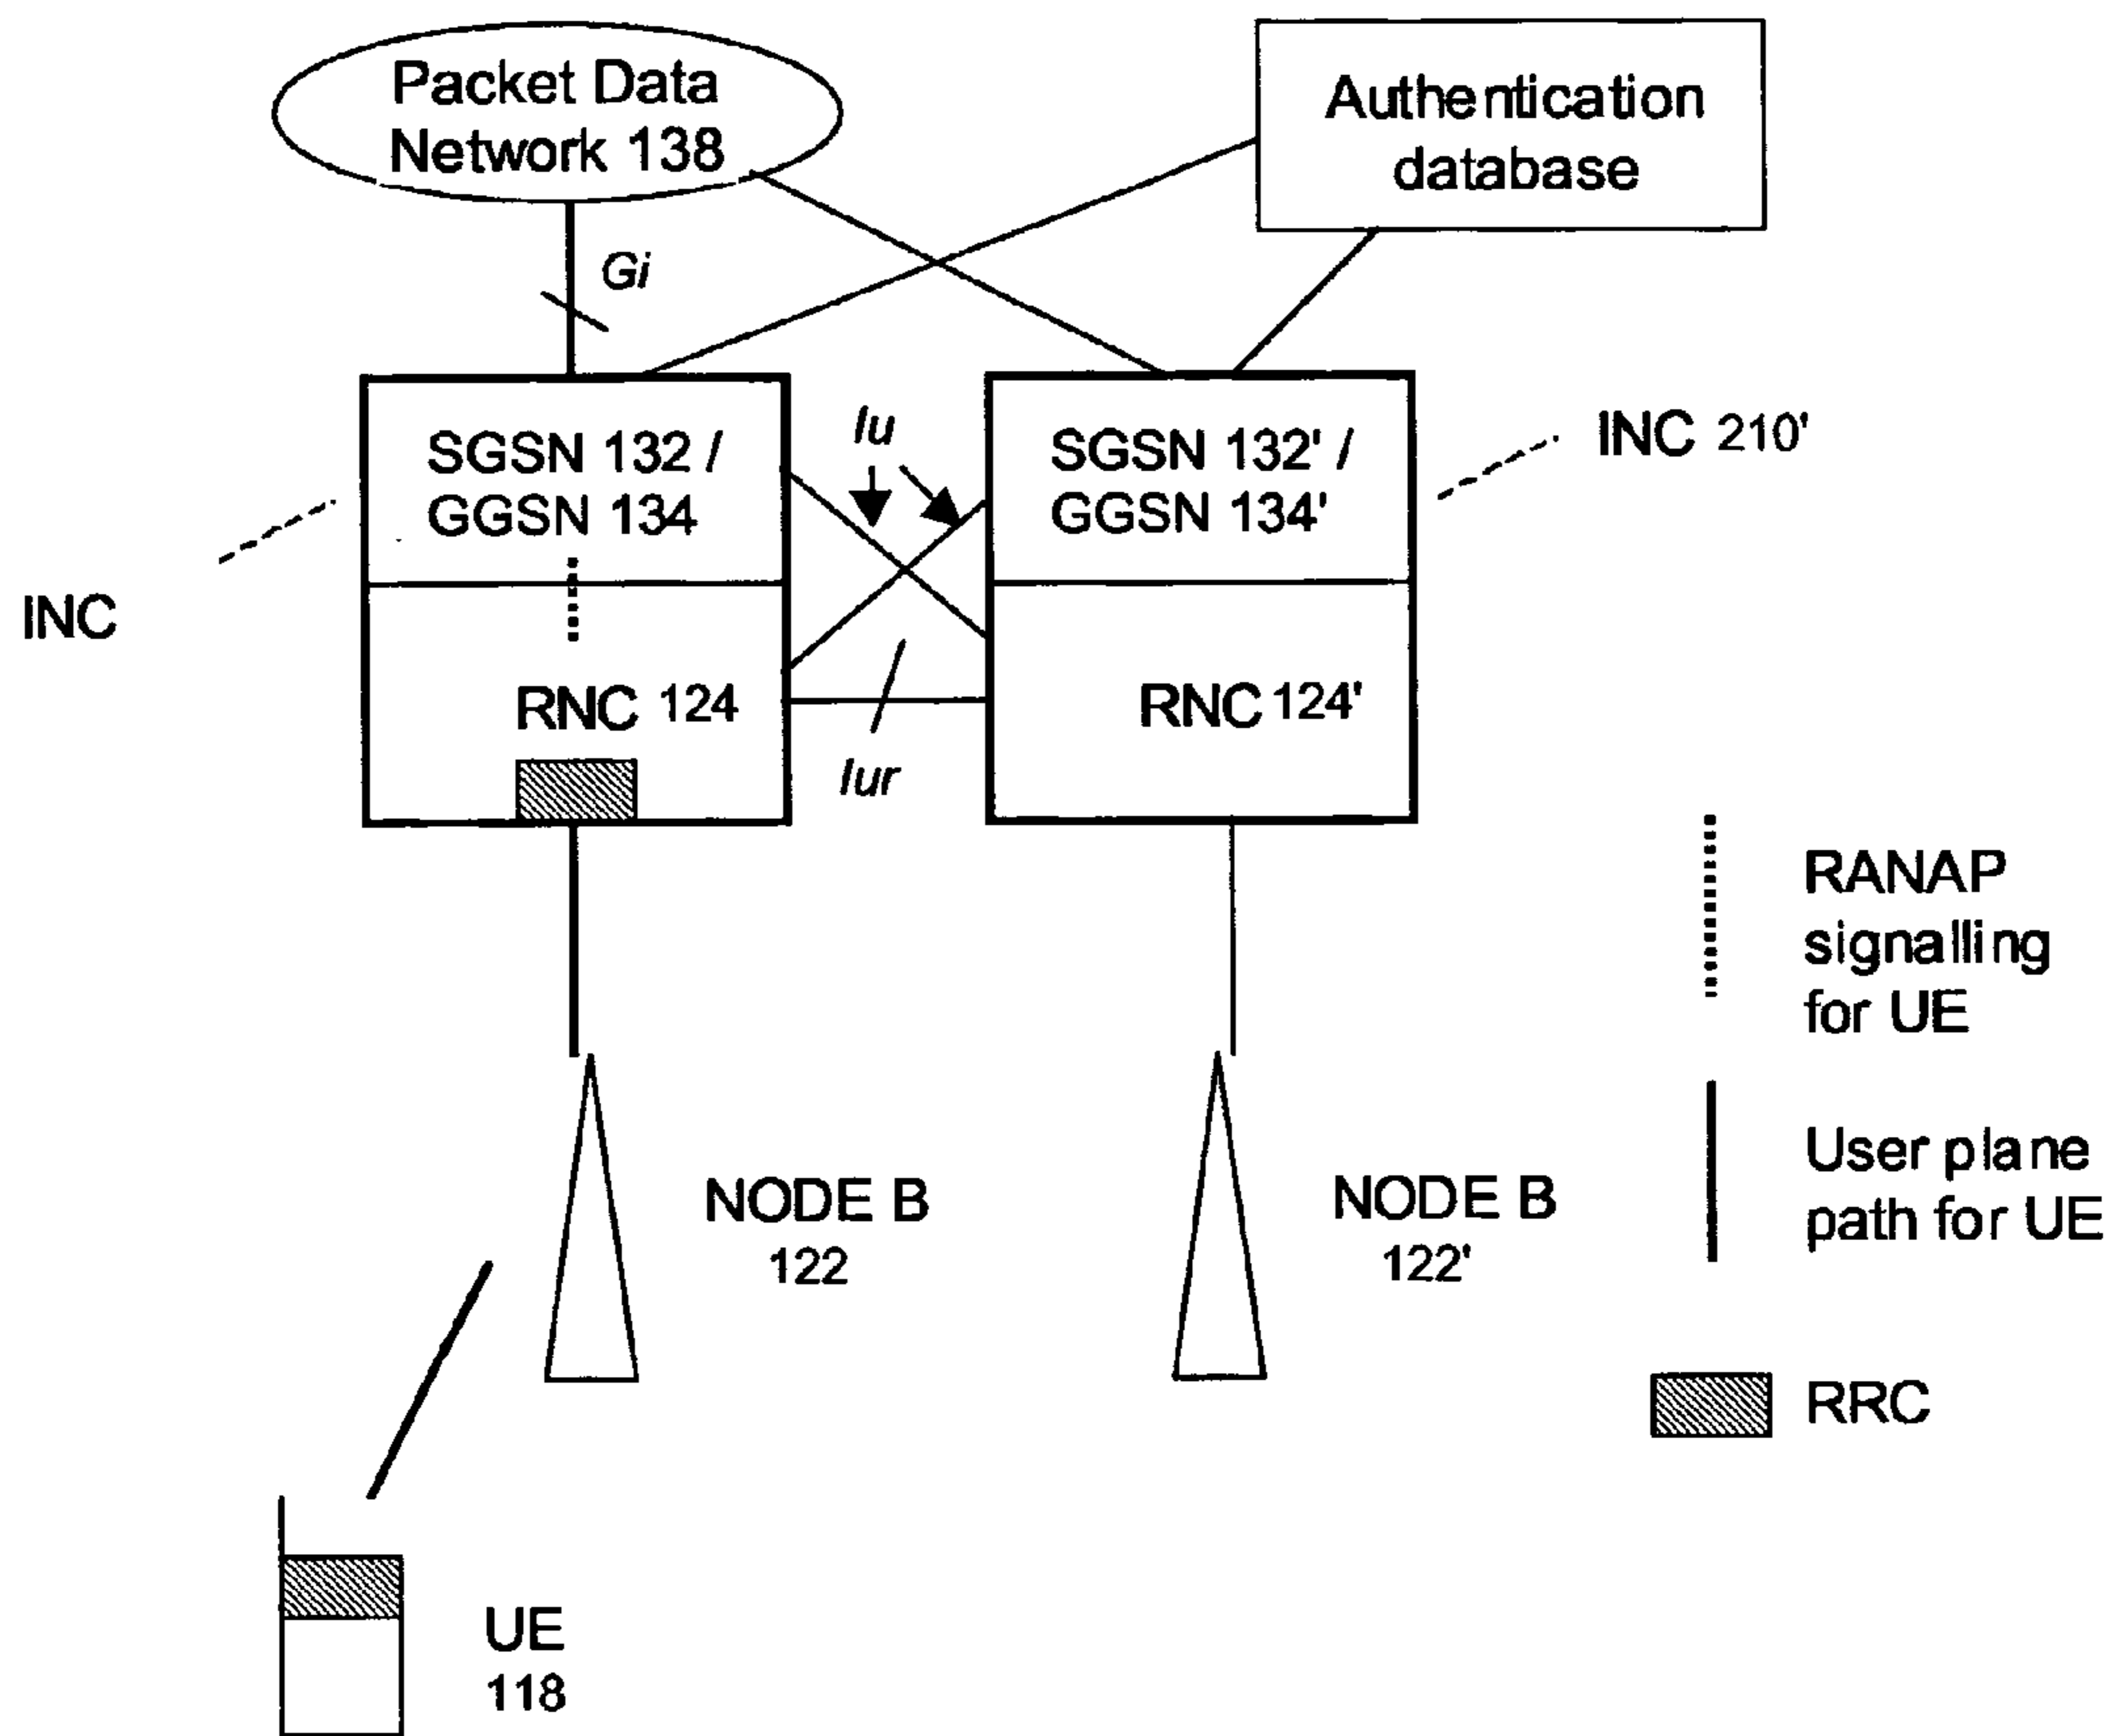 Packet Data
Network 138
Authentication
database
Gi
SGSN 132 /
GGSN 134
Iu
SGSN 132' /
GGSN 134'
INC 210'
INC
RNC 124
RNC 124'
Iur
RANAP
signalling
for UE
NODE B
122
NODE B
122'
User plane
path for UE
RRC
UE
118